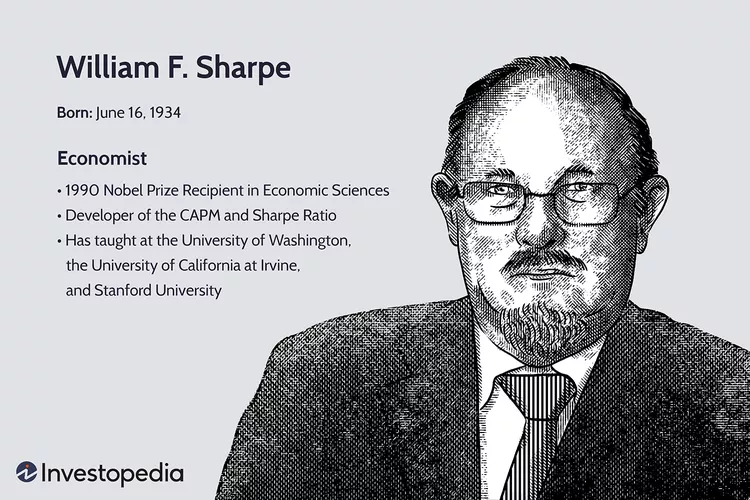 William F. Sharpe
Born: June 16, 1934
Economist
• 1990 Nobel Prize Recipient in Economic Sciences
• Developer of the CAPM and Sharpe Ratio
• Has taught at the University of Washington,
the University of California at Irvine,
and Stanford University
Investopedia